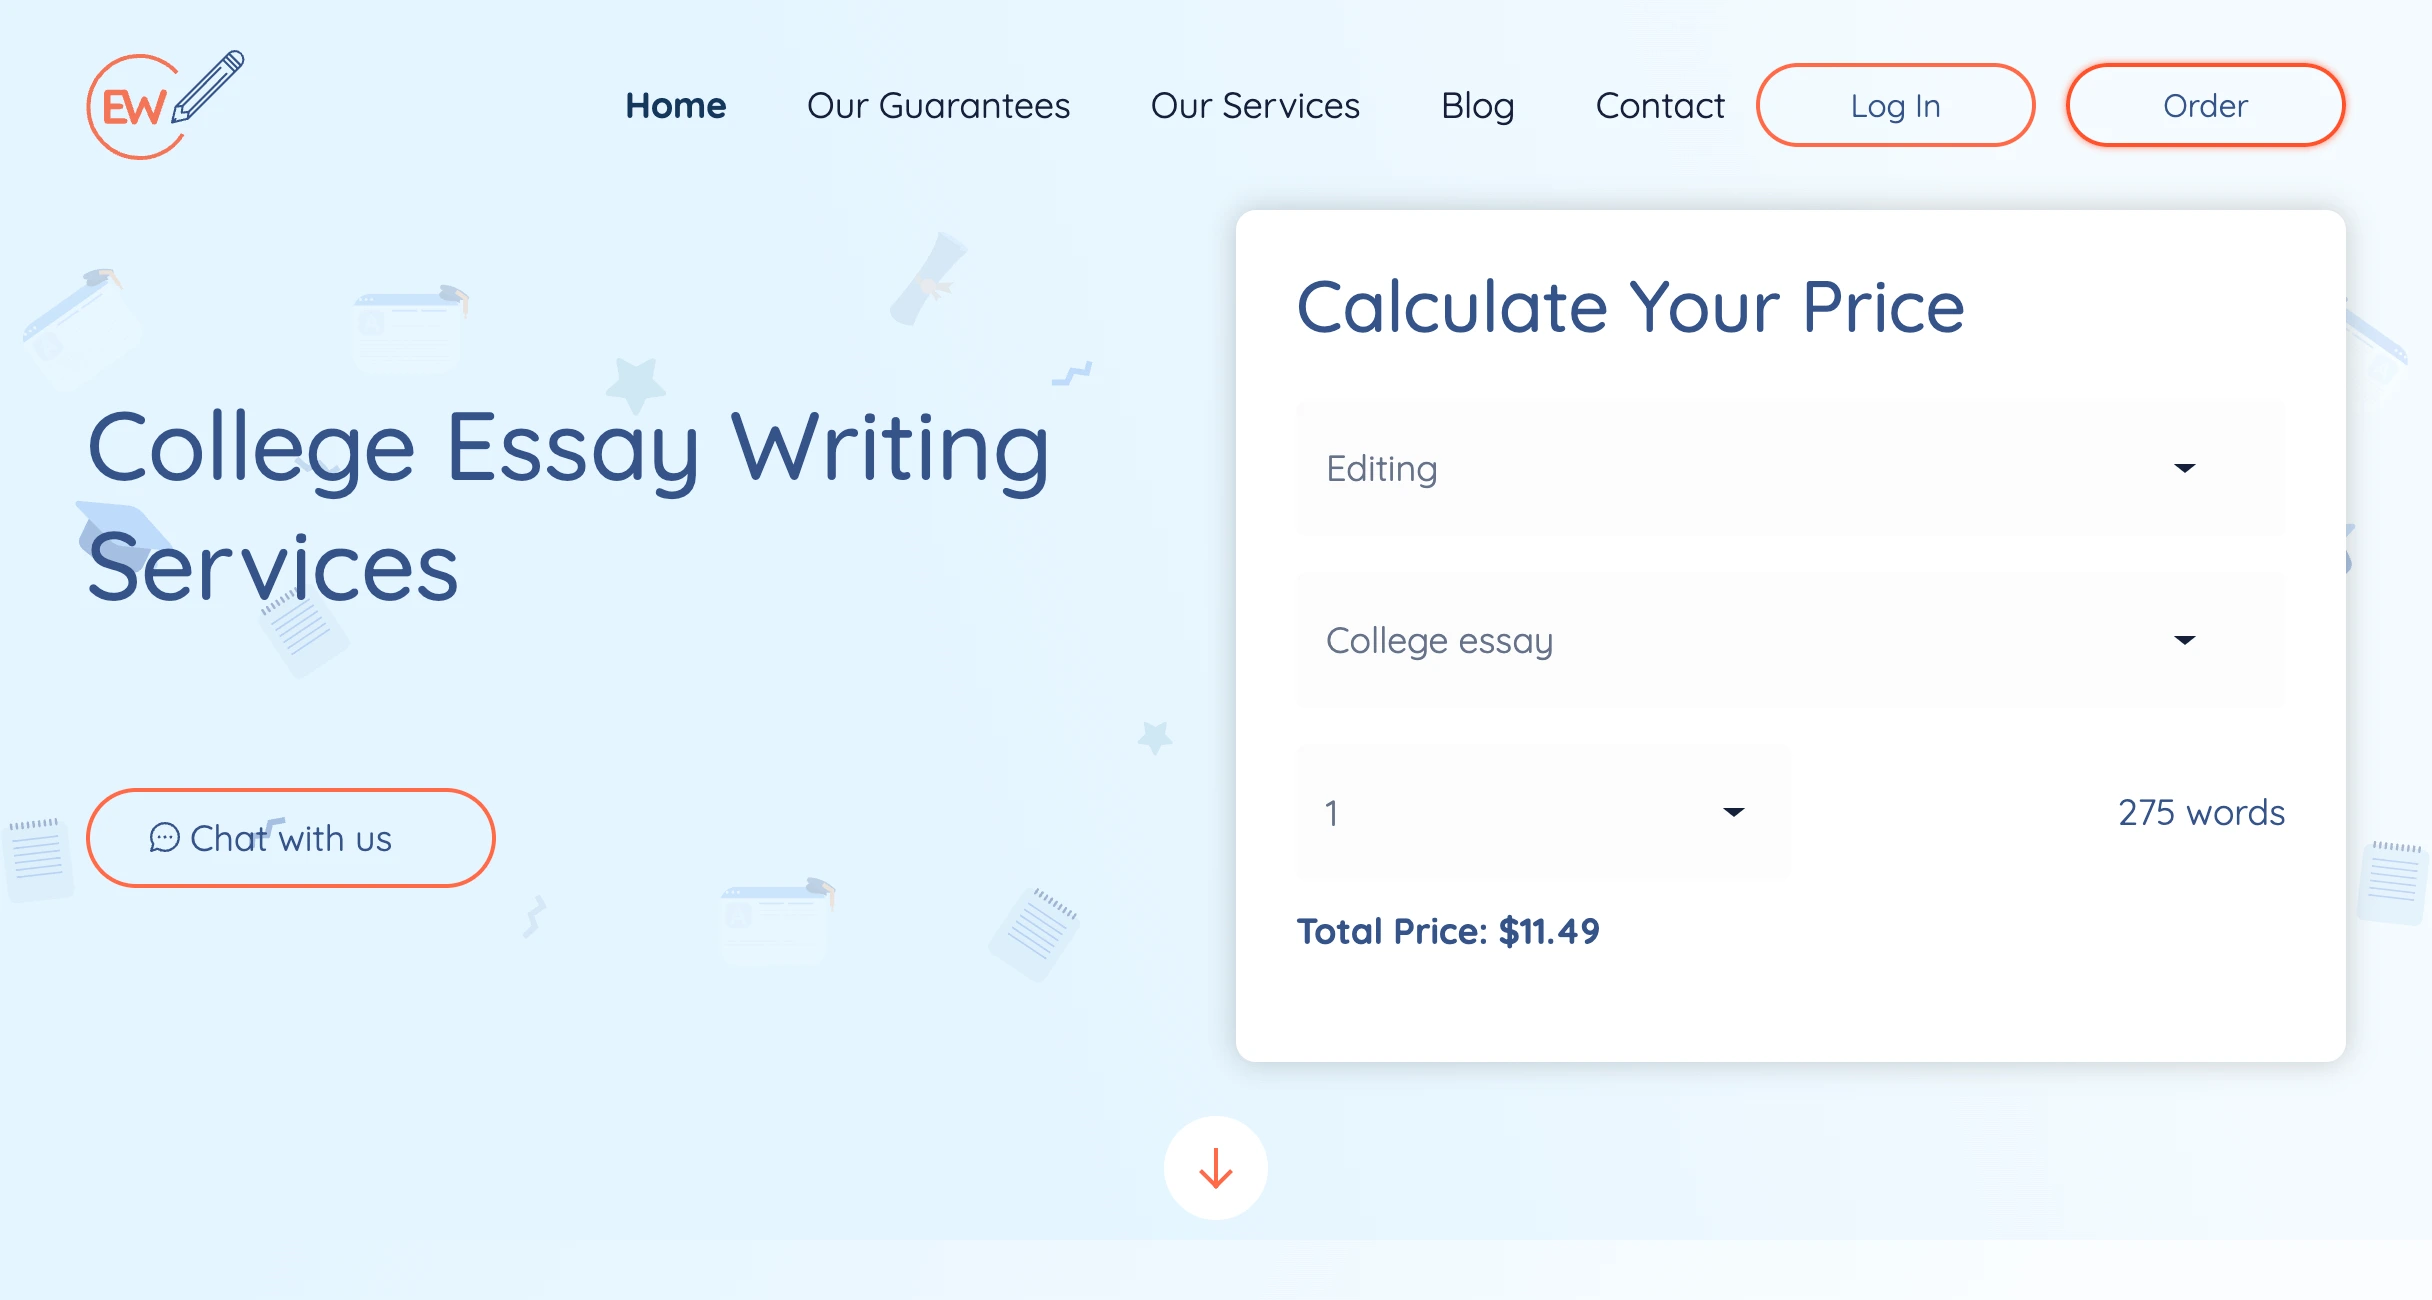 EW
Home Our Guarantees Our Services Blog Contact Log In Order
College Essay Writing
Services
Chat with us
Calculate Your Price
Editing
College essay
1 275 words
Total Price: $11.49